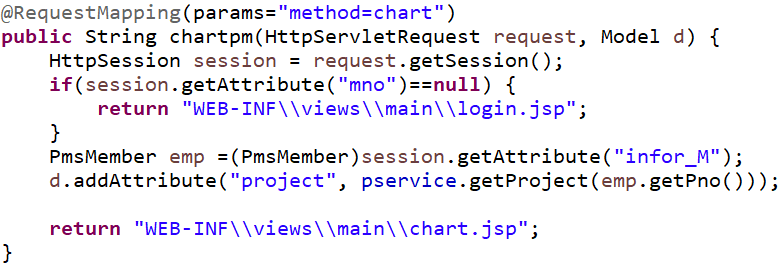 @RequestMapping(params="method=chart")
public String chartpm(HttpServletRequest request, Model d) {
    HttpSession session = request.getSession();
    if(session.getAttribute("mno")==null) {
        return "WEB-INF\\views\\main\\login.jsp";
    }
    PmsMember emp =(PmsMember)session.getAttribute("infor_M");
    d.addAttribute("project", pservice.getProject(emp.getPno()));

    return "WEB-INF\\views\\main\\chart.jsp";
}